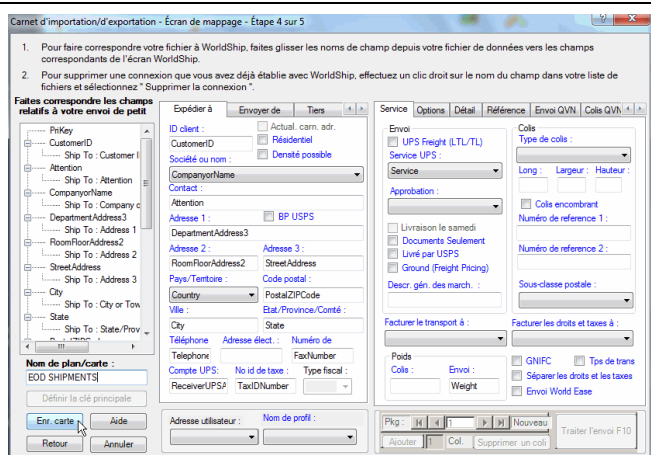 Carnet d'importation/d'exportation - Écran de mappage - Étape 4 sur 5
1. Pour faire correspondre votre fichier à WorldShip, faites glisser les noms de champ depuis votre fichier de données vers les champs
correspondants de l'écran WorldShip.
2. Pour supprimer une connexion que vous avez déjà établie avec WorldShip, effectuez un clic droit sur le nom du champ dans votre liste de
fichiers et sélectionnez " Supprimer la connexion ".
Faites correspondre les champs
relatifs à votre envoi de petit
PriKey
CustomerID
Ship To : Customer I
Attention
Ship To : Attention
CompanyorName
Ship To : Company c
DepartmentAddress3
Ship To : Address 1
RoomFloorAddress2
Ship To : Address 2
StreetAddress
Ship To : Address 3
City
Ship To : City or Tow
State
Ship To : State/Prov
Nom de plan/carte :
EOD SHIPMENTS
Définir la clé principale
Enr. carte
Aide
Retour
Annuler
Expédier à
Envoyer de
Tiers
ID client :
Actual. carn. adr.
CustomerID
Résidentiel
Densité possible
Société ou nom :
CompanyorName
Contact :
Attention
Adresse 1 :
BP USPS
DepartmentAddress3
Adresse 2 :
Adresse 3 :
RoomFloorAddress2
StreetAddress
Pays/Territoire :
Code postal :
Country
PostalZIPCode
Ville :
Etat/Province/Comté :
City
State
Téléphone
Adresse élect. :
Numéro de
Telephone
FaxNumber
Compte UPS:
No id de taxe :
Type fiscal :
ReceiverUPSA
TaxIDNumber
Adresse utilisateur :
Nom de profil :
Service
Options
Détail
Référence
Envoi QVN
Colis QVN
Envoi
UPS Freight (LTL/TL)
Service UPS :
Service
Approbation :
Livraison le samedi
Documents Seulement
Livré par USPS
Ground (Freight Pricing)
Descr. gén. des march. :
Colis
Type de colis :
Long :
Largeur :
Hauteur :
Colis encombrant
Numéro de reference 1 :
Numéro de reference 2 :
Sous-classe postale :
Facturer le transport à :
Facturer les droits et taxes à :
Poids
Colis :
Envoi :
Weight
GNIFC
Tps de trans
Séparer les droits et les taxes
Envoi World Ease
Pkg :
1
Nouveau
Ajouter
1
Col.
Supprimer un coli
Traiter l'envoi F10